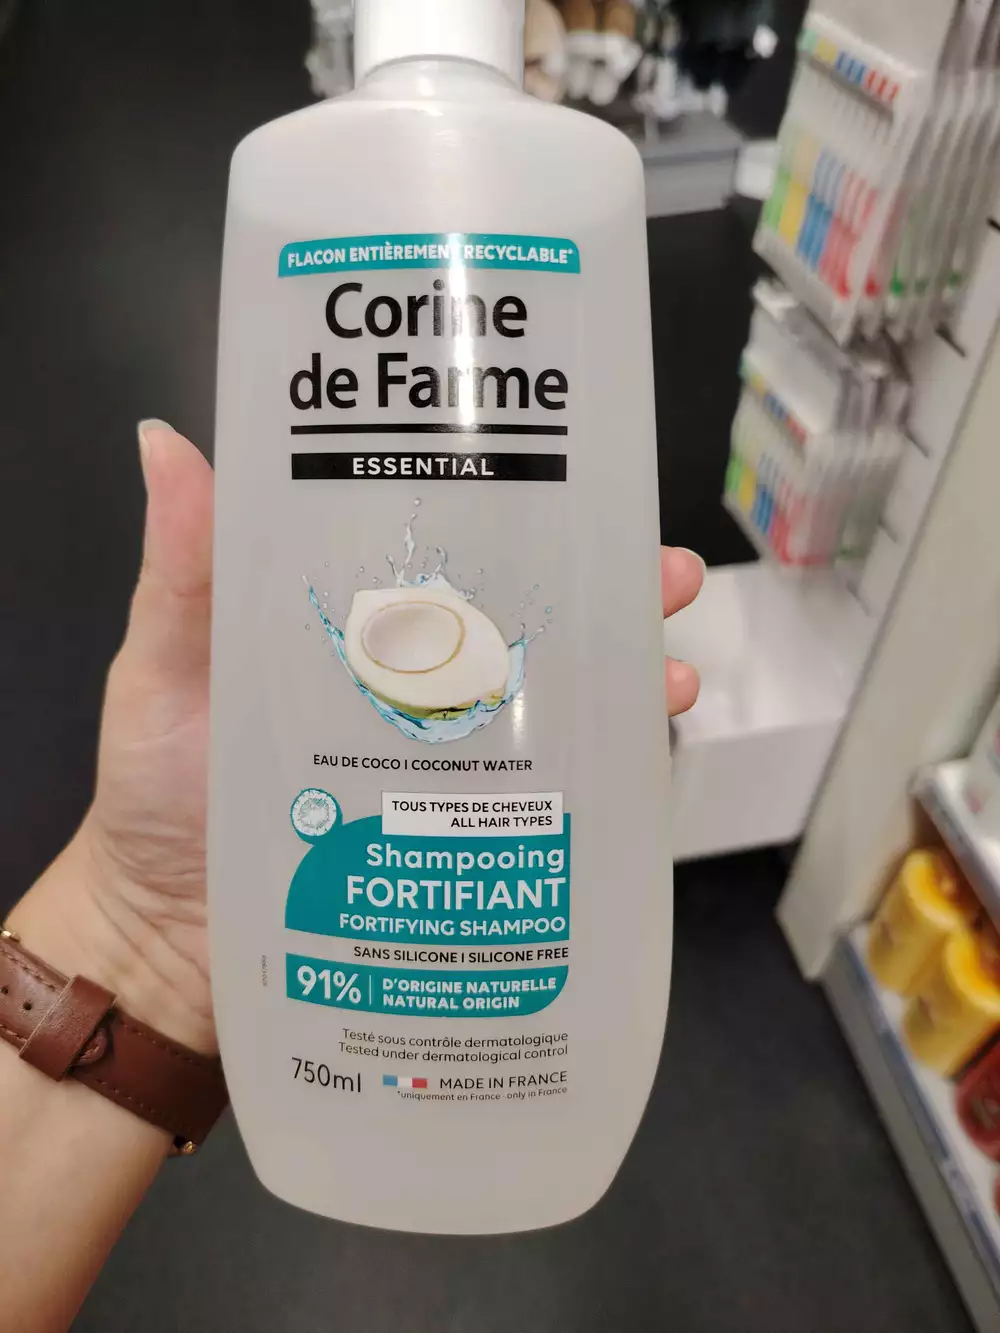 FLACON ENTIÈREMENT RECYCLABLE*
Corine
de Farme
ESSENTIAL
EAU DE COCO I COCONUT WATER
TOUS TYPES DE CHEVEUX
ALL HAIR TYPES
Shampooing
FORTIFIANT
FORTIFYING SHAMPOO
SANS SILICONE I SILICONE FREE
91% D'ORIGINE NATURELLE
NATURAL ORIGIN
Testé sous contrôle dermatologique
Tested under dermatological control
750ml MADE IN FRANCE
*uniquement en France - only in France